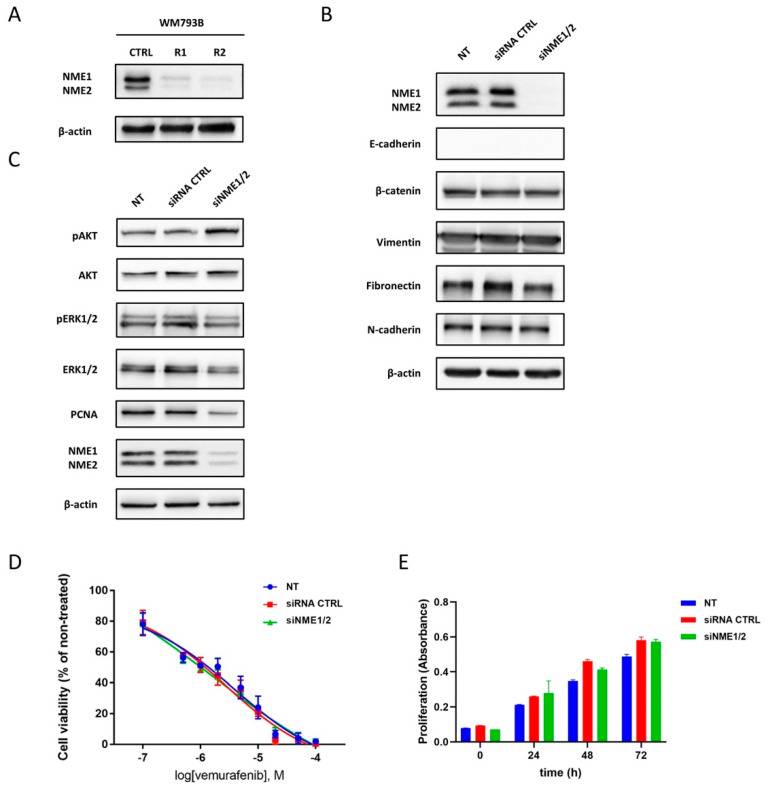 A
WM793B
CTRL R1 R2
NME1
NME2
β-actin
B
NT siRNA CTRL siNME1/2
NME1
NME2
E-cadherin
β-catenin
Vimentin
Fibronectin
N-cadherin
β-actin
C
NT siRNA CTRL siNME1/2
pAKT
AKT
pERK1/2
ERK1/2
PCNA
NME1
NME2
β-actin
D
Cell viability (% of non-treated)
100
80
60
40
20
0
-7 -6 -5 -4
log[vemurafenib], M
NT
siRNA CTRL
siNME1/2
E
Proliferation (Absorbance)
0.8
0.6
0.4
0.2
0.0
0 24 48 72
time (h)
NT
siRNA CTRL
siNME1/2